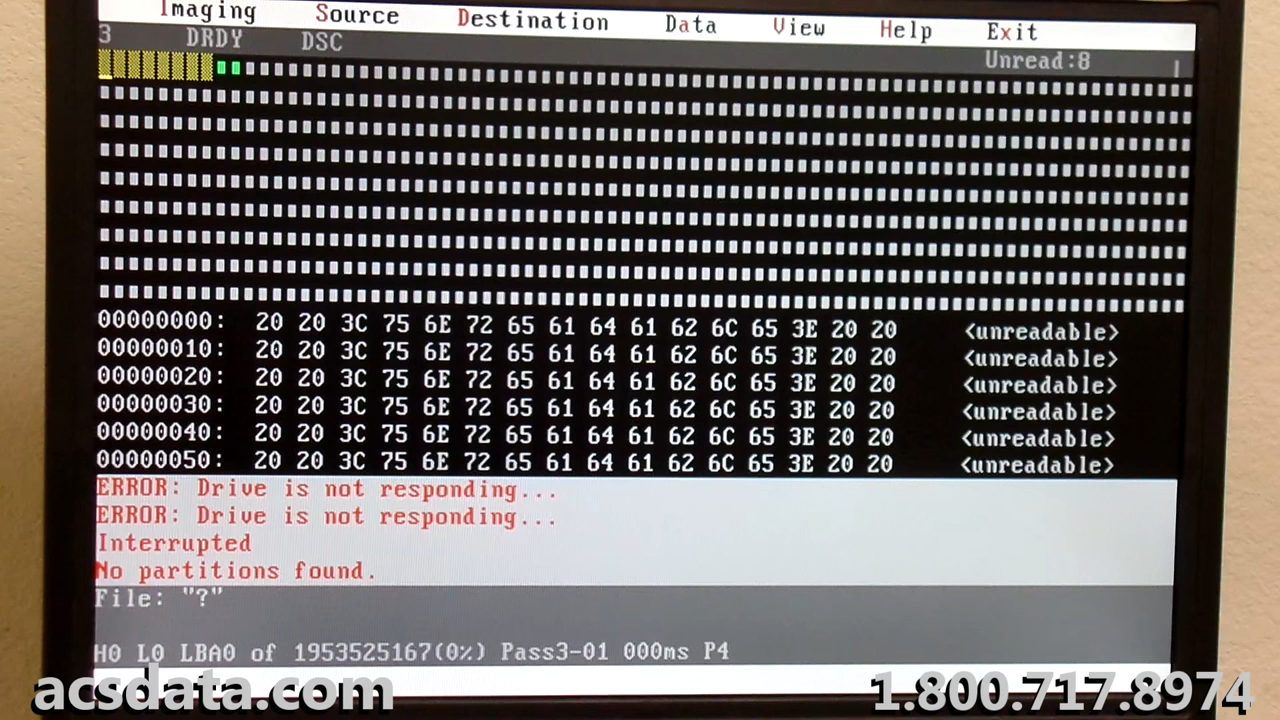 Imaging Source Destination Data View Help Exit
3 DRDY DSC Unread:8
00000000: 20 20 3C 75 6E 72 65 61 64 61 62 6C 65 3E 20 20 <unreadable>
00000010: 20 20 3C 75 6E 72 65 61 64 61 62 6C 65 3E 20 20 <unreadable>
00000020: 20 20 3C 75 6E 72 65 61 64 61 62 6C 65 3E 20 20 <unreadable>
00000030: 20 20 3C 75 6E 72 65 61 64 61 62 6C 65 3E 20 20 <unreadable>
00000040: 20 20 3C 75 6E 72 65 61 64 61 62 6C 65 3E 20 20 <unreadable>
00000050: 20 20 3C 75 6E 72 65 61 64 61 62 6C 65 3E 20 20 <unreadable>
ERROR: Drive is not responding...
ERROR: Drive is not responding...
Interrupted
No partitions found.
File: "?"
H0 L0 LBA0 of 1953525167(0%) Pass3-01 000ms P4
acsdata.com 1.800.717.8974